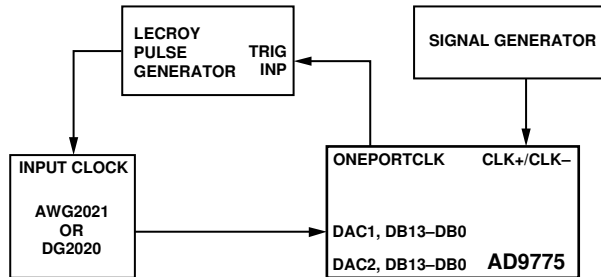 LECROY
PULSE
GENERATOR
TRIG
INP
SIGNAL GENERATOR
INPUT CLOCK
AWG2021
OR
DG2020
ONEPORTCLK
CLK+/CLK–
DAC1, DB13–DB0
DAC2, DB13–DB0
AD9775